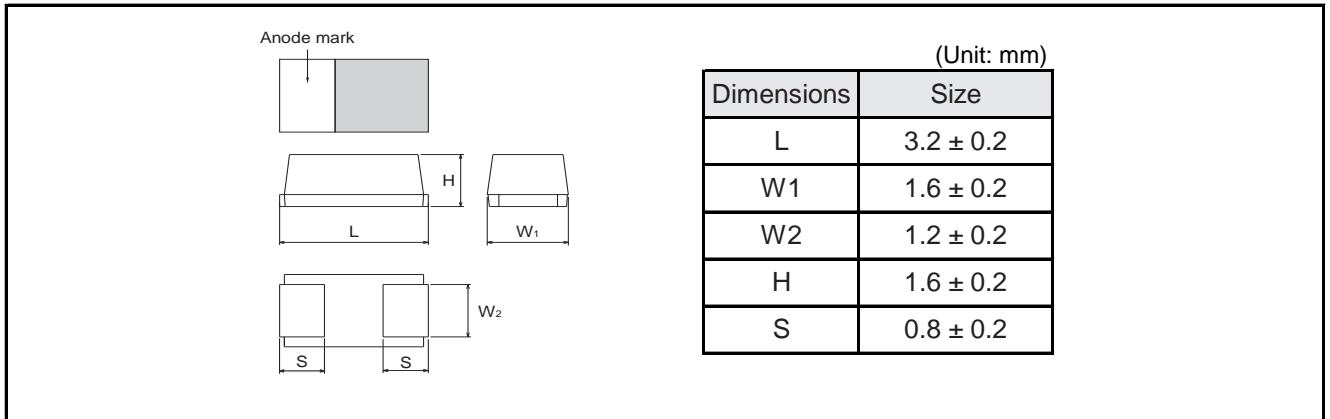 Anode mark
H
L
W1
W2
S S
(Unit: mm)
Dimensions Size
L 3.2 ± 0.2
W1 1.6 ± 0.2
W2 1.2 ± 0.2
H 1.6 ± 0.2
S 0.8 ± 0.2